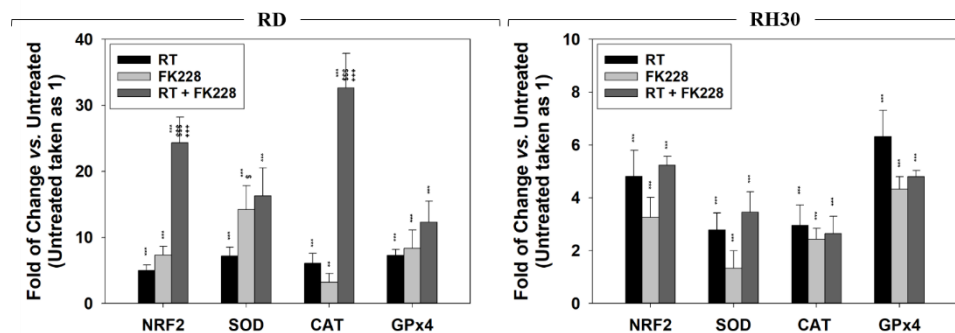 RD
Fold of Change vs. Untreated
(Untreated taken as 1)
40
30
20
10
0
RT
FK228
RT + FK228
***
***
***
§§§
+++
***
***
§
***
***
**
***
§§§
+++
***
***
***
NRF2 SOD CAT GPx4
RH30
Fold of Change vs. Untreated
(Untreated taken as 1)
10
8
6
4
2
0
RT
FK228
RT + FK228
***
***
***
***
***
***
***
***
***
***
***
***
NRF2 SOD CAT GPx4